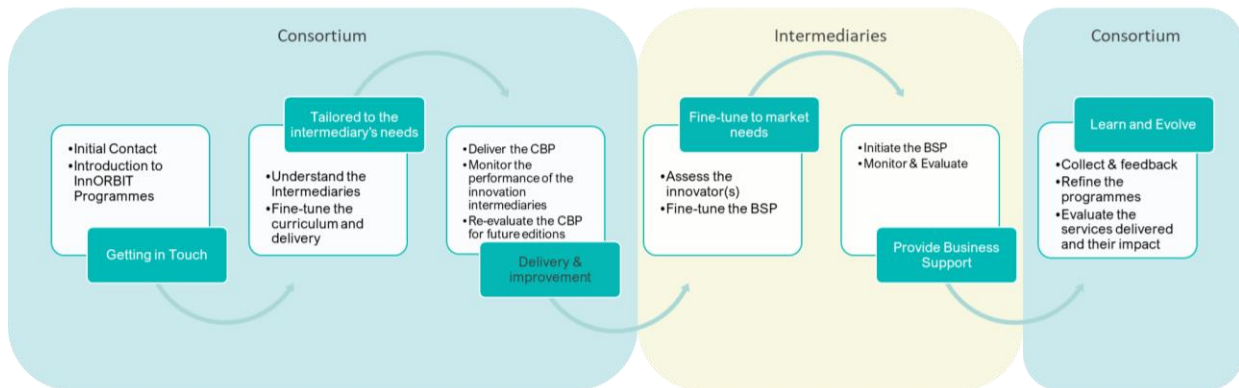 Consortium
Intermediaries
Consortium
•Initial Contact
•Introduction to
InnORBIT
Programmes
Getting in Touch
Tailored to the
intermediary's needs
•Understand the
Intermediaries
•Fine-tune the
curriculum and
delivery
•Deliver the CBP
•Monitor the
performance of the
innovation
intermediaries
•Re-evaluate the CBP
for future editions
Delivery &
improvement
Fine-tune to market
needs
•Assess the
innovator(s)
•Fine-tune the BSP
•Initiate the BSP
•Monitor & Evaluate
Provide Business
Support
Learn and Evolve
•Collect & feedback
•Refine the
programmes
•Evaluate the
services delivered
and their impact